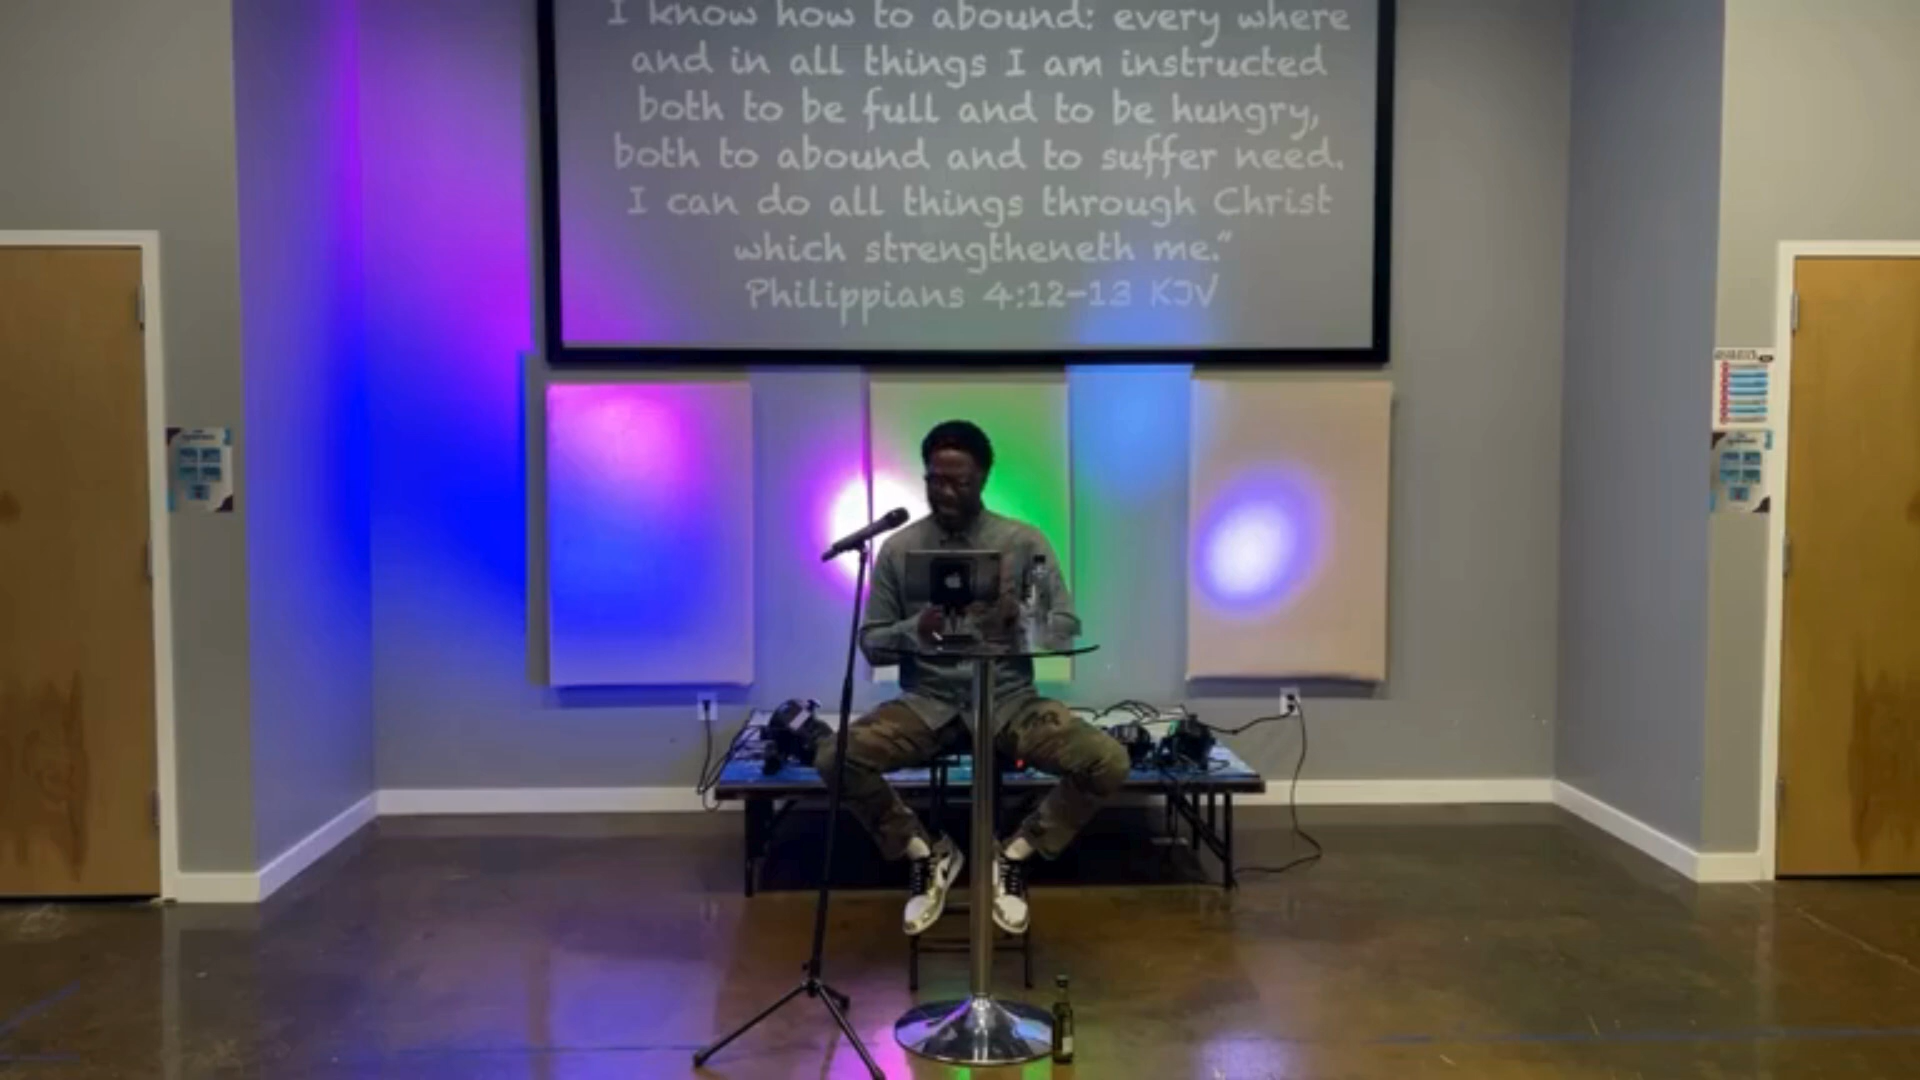 I know how to abound: every where
and in all things I am instructed
both to be full and to be hungry,
both to abound and to suffer need.
I can do all things through Christ
which strengtheneth me.”
Philippians 4:12-13 KJV